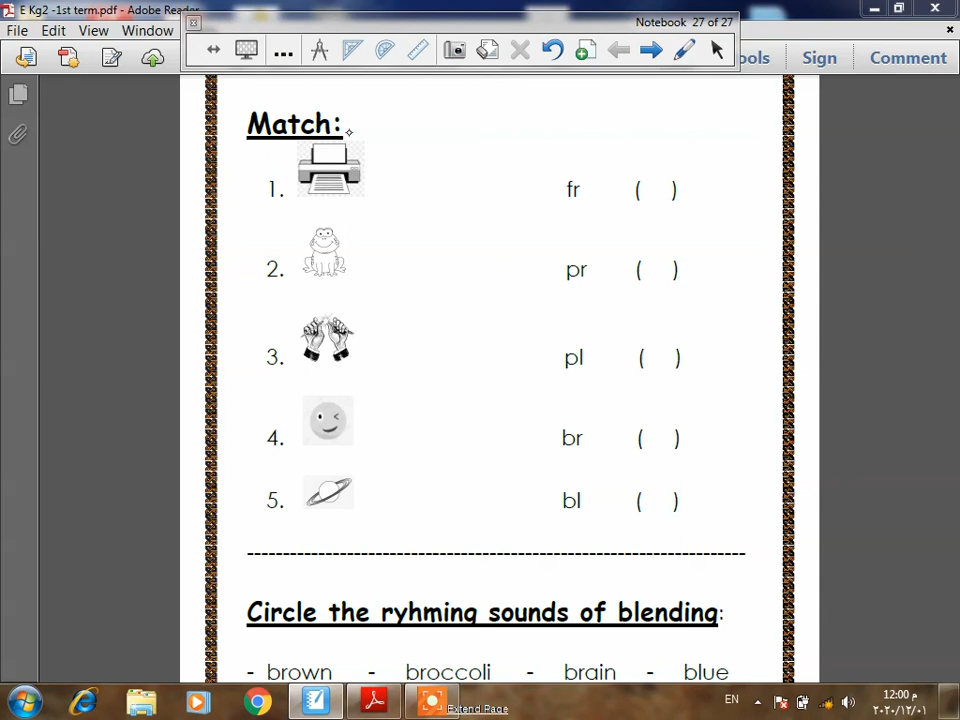 E Kg2 -1st term.pdf - Adobe Reader
Notebook 27 of 27
File Edit View Window
Sign Comment
Match:
1. fr ( )
2. pr ( )
3. pl ( )
4. br ( )
5. bl ( )
Circle the ryhming sounds of blending:
- brown - broccoli - brain - blue
Extend Page
EN
12:00 م
٢٠٢٠/١٢/٠١